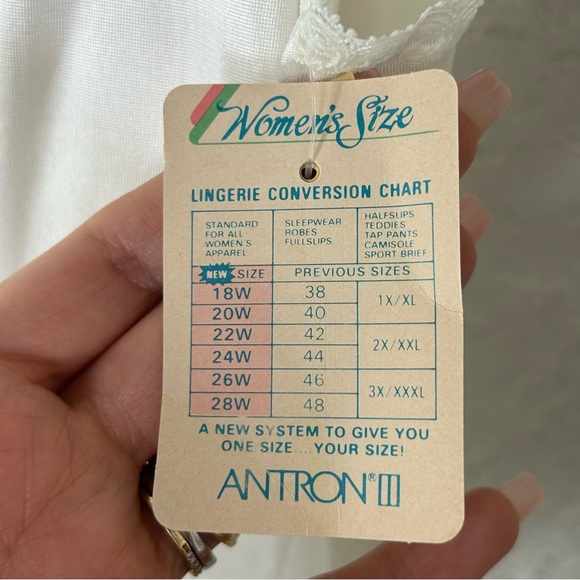 Women's Size
LINGERIE CONVERSION CHART
STANDARD
FOR ALL
WOMEN'S
APPAREL
SLEEPWEAR
ROBES
FULLSLIPS
HALFSLIPS
TEDDIES
TAP PANTS
CAMISOLE
SPORT BRIEF
NEW SIZE
PREVIOUS SIZES
18W 38
1X/XL
20W 40
22W 42
2X/XXL
24W 44
26W 46
3X/XXXL
28W 48
A NEW SYSTEM TO GIVE YOU
ONE SIZE....YOUR SIZE!
ANTRON® III